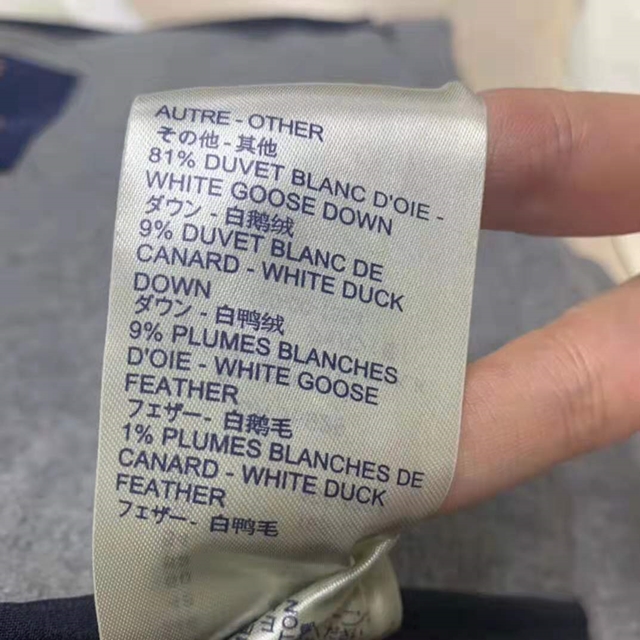 AUTRE - OTHER
その他 - 其他
81% DUVET BLANC D'OIE -
WHITE GOOSE DOWN
ダウン - 白鹅绒
9% DUVET BLANC DE
CANARD - WHITE DUCK
DOWN
ダウン - 白鸭绒
9% PLUMES BLANCHES
D'OIE - WHITE GOOSE
FEATHER
フェザー - 白鹅毛
1% PLUMES BLANCHES DE
CANARD - WHITE DUCK
FEATHER
フェザー - 白鸭毛